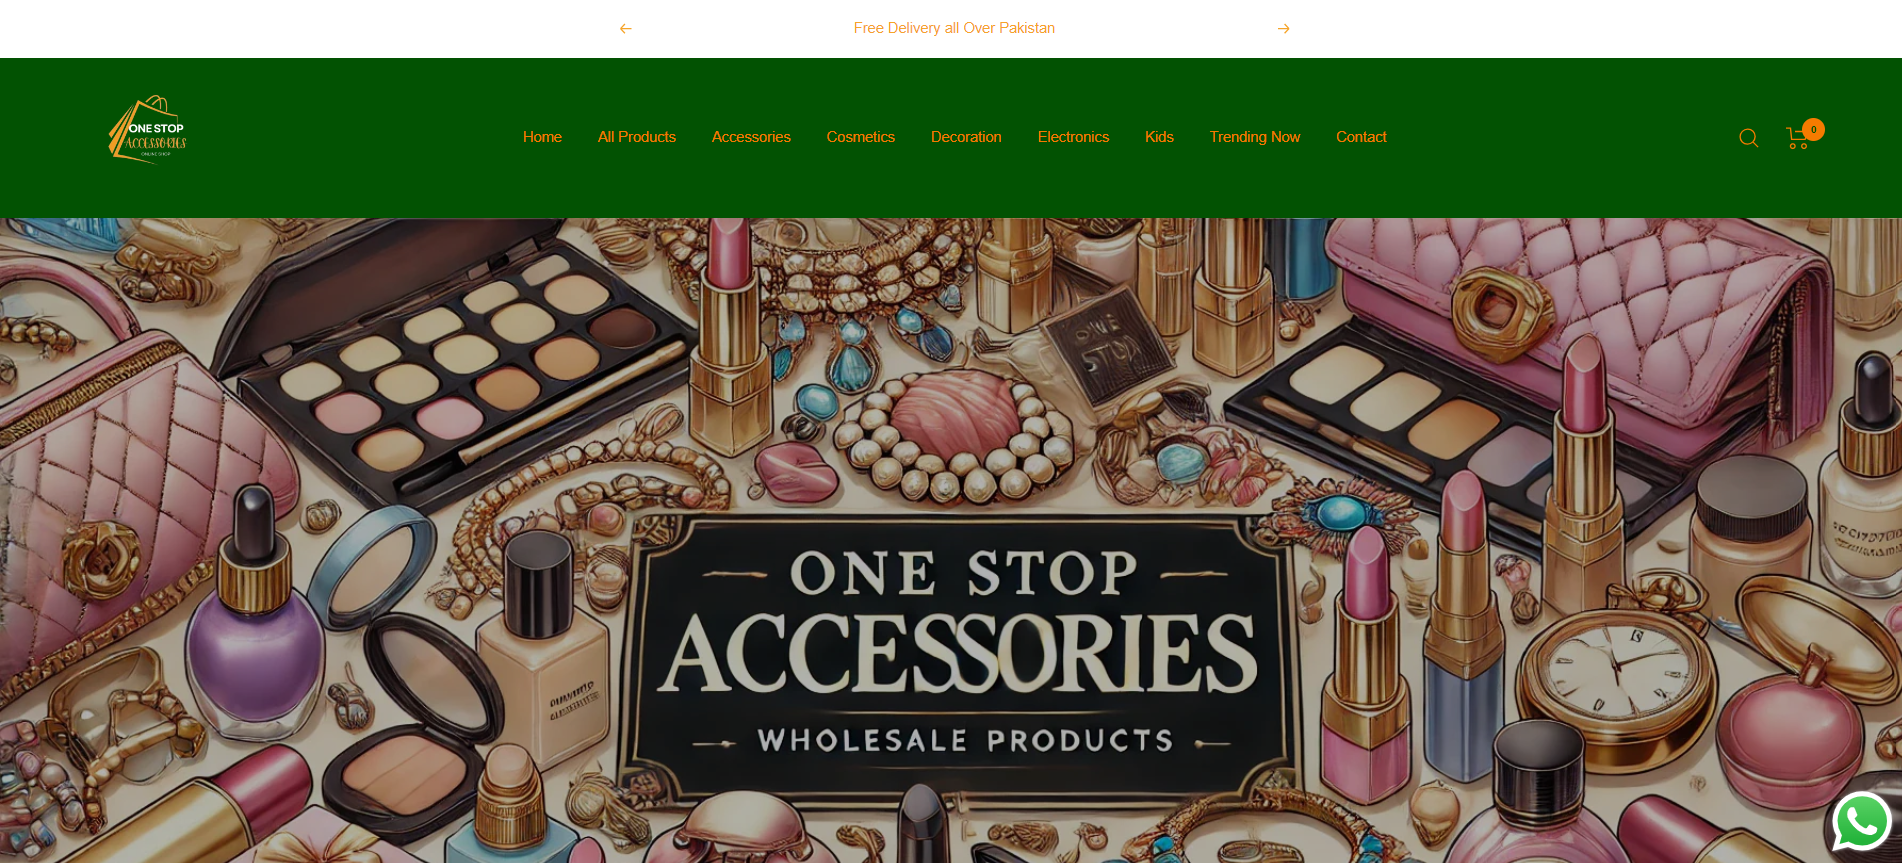 Free Delivery all Over Pakistan
ONE STOP
ACCESSORIES
ONLINE SHOP
Home All Products Accessories Cosmetics Decoration Electronics Kids Trending Now Contact
0
ONE
STOP
ONE STOP
ACCESSORIES
WHOLESALE PRODUCTS